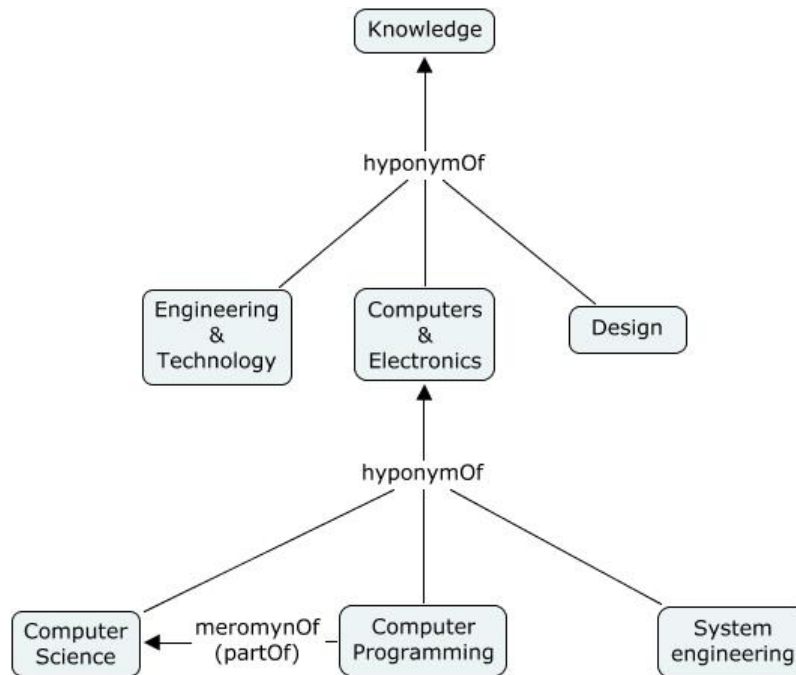 Knowledge
hyponymOf
Engineering
&
Technology
Computers
&
Electronics
Design
hyponymOf
Computer
Science
meromynOf
(partOf)
Computer
Programming
System
engineering